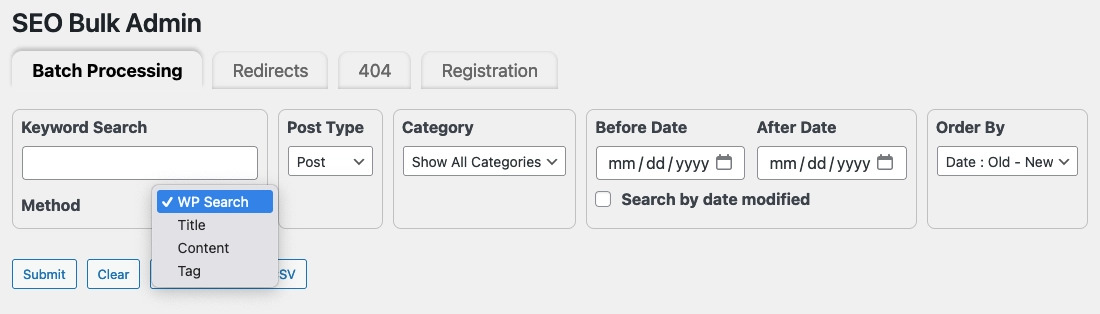 SEO Bulk Admin
Batch Processing Redirects 404 Registration
Keyword Search Post Type Category Before Date After Date Order By
Post Show All Categories mm/dd/yyyy mm/dd/yyyy Date : Old - New
Method ✓ WP Search Search by date modified
Title
Content
Tag
Submit Clear SV